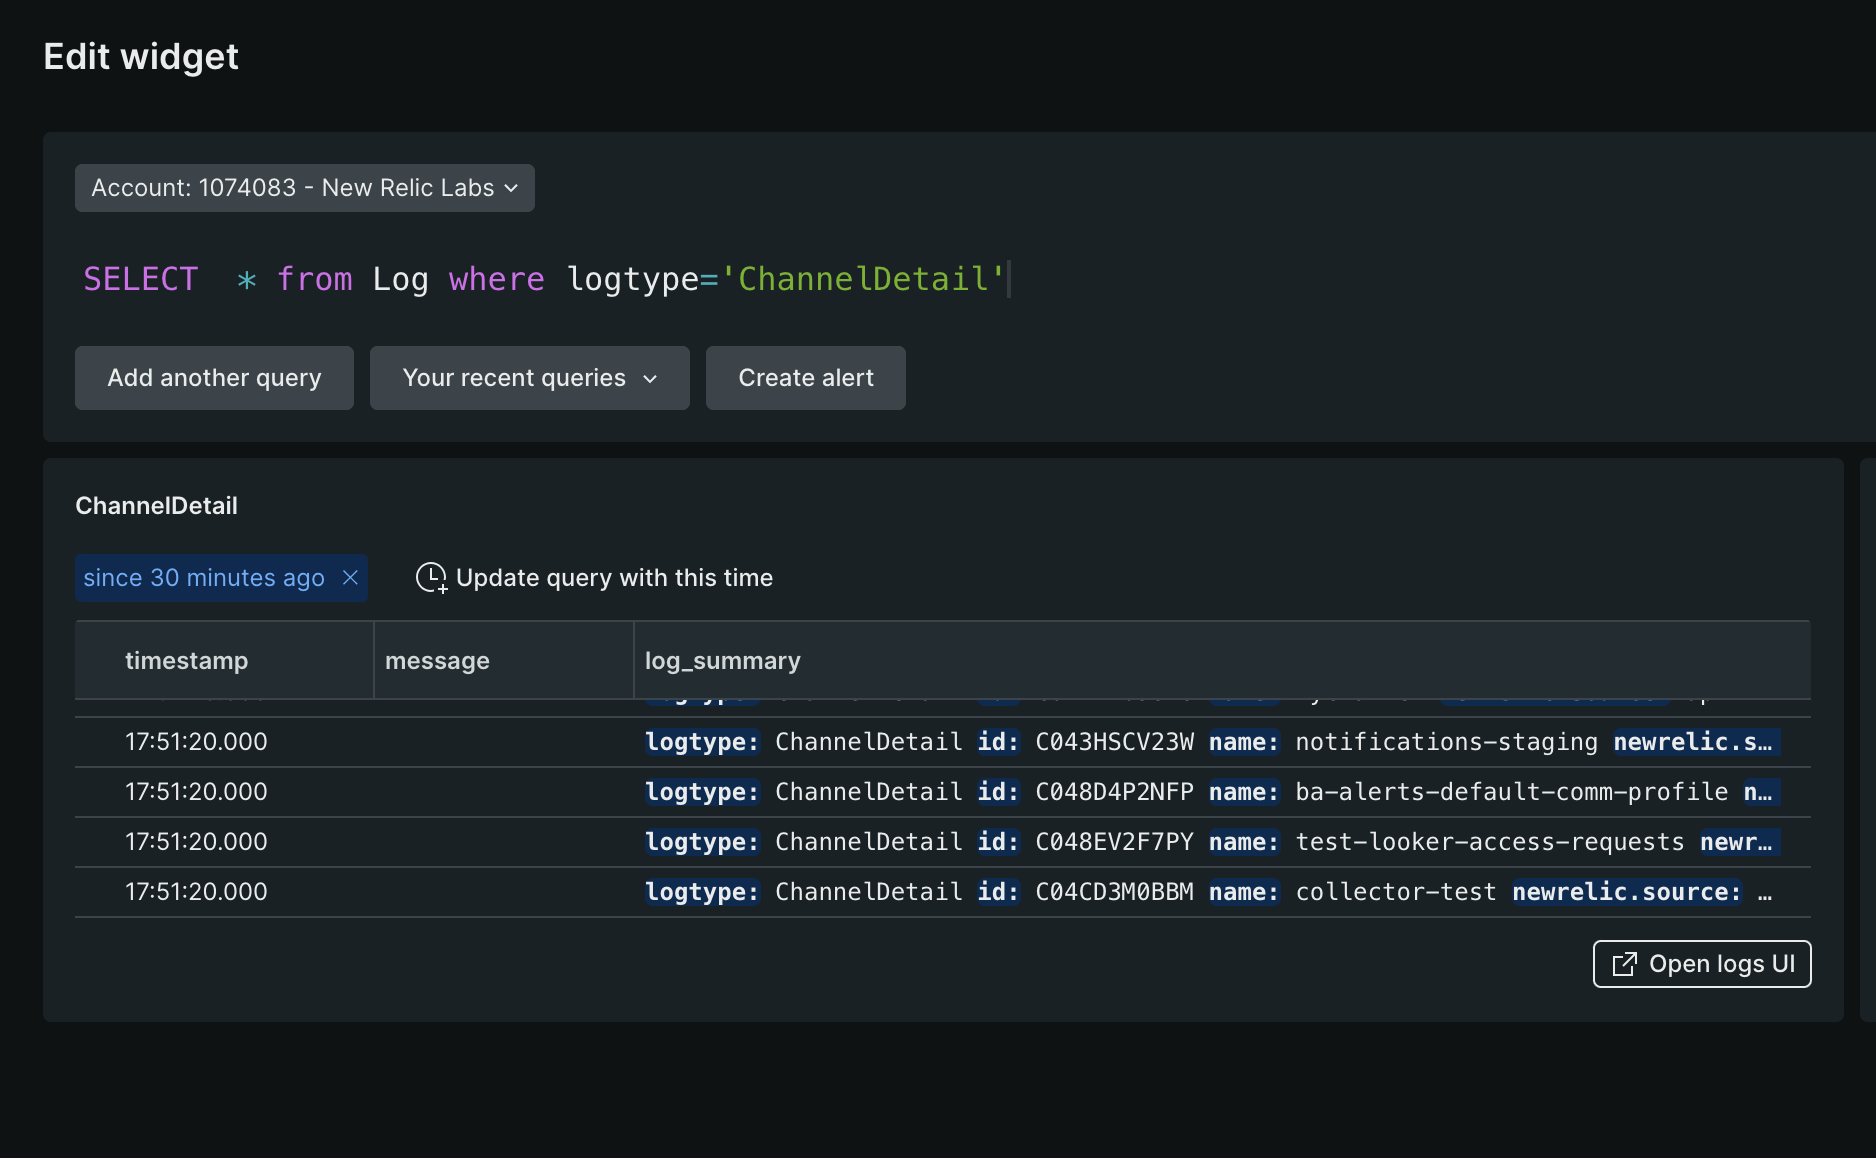 Edit widget
Account: 1074083 - New Relic Labs
SELECT  * from Log where logtype='ChannelDetail'
Add another query Your recent queries Create alert
ChannelDetail
since 30 minutes ago Update query with this time
timestamp message log_summary
17:51:20.000 logtype: ChannelDetail id: C043HSCV23W name: notifications-staging newrelic.s…
17:51:20.000 logtype: ChannelDetail id: C048D4P2NFP name: ba-alerts-default-comm-profile n…
17:51:20.000 logtype: ChannelDetail id: C048EV2F7PY name: test-looker-access-requests newr…
17:51:20.000 logtype: ChannelDetail id: C04CD3M0BBM name: collector-test newrelic.source: …
Open logs UI